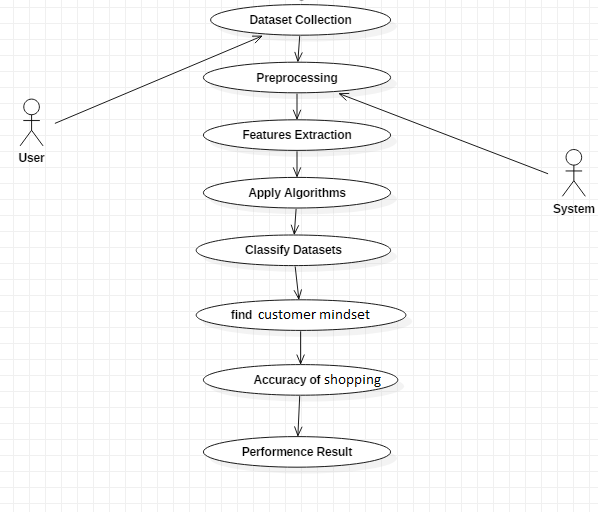 Dataset Collection
Preprocessing
User
Features Extraction
System
Apply Algorithms
Classify Datasets
find customer mindset
Accuracy of shopping
Performence Result